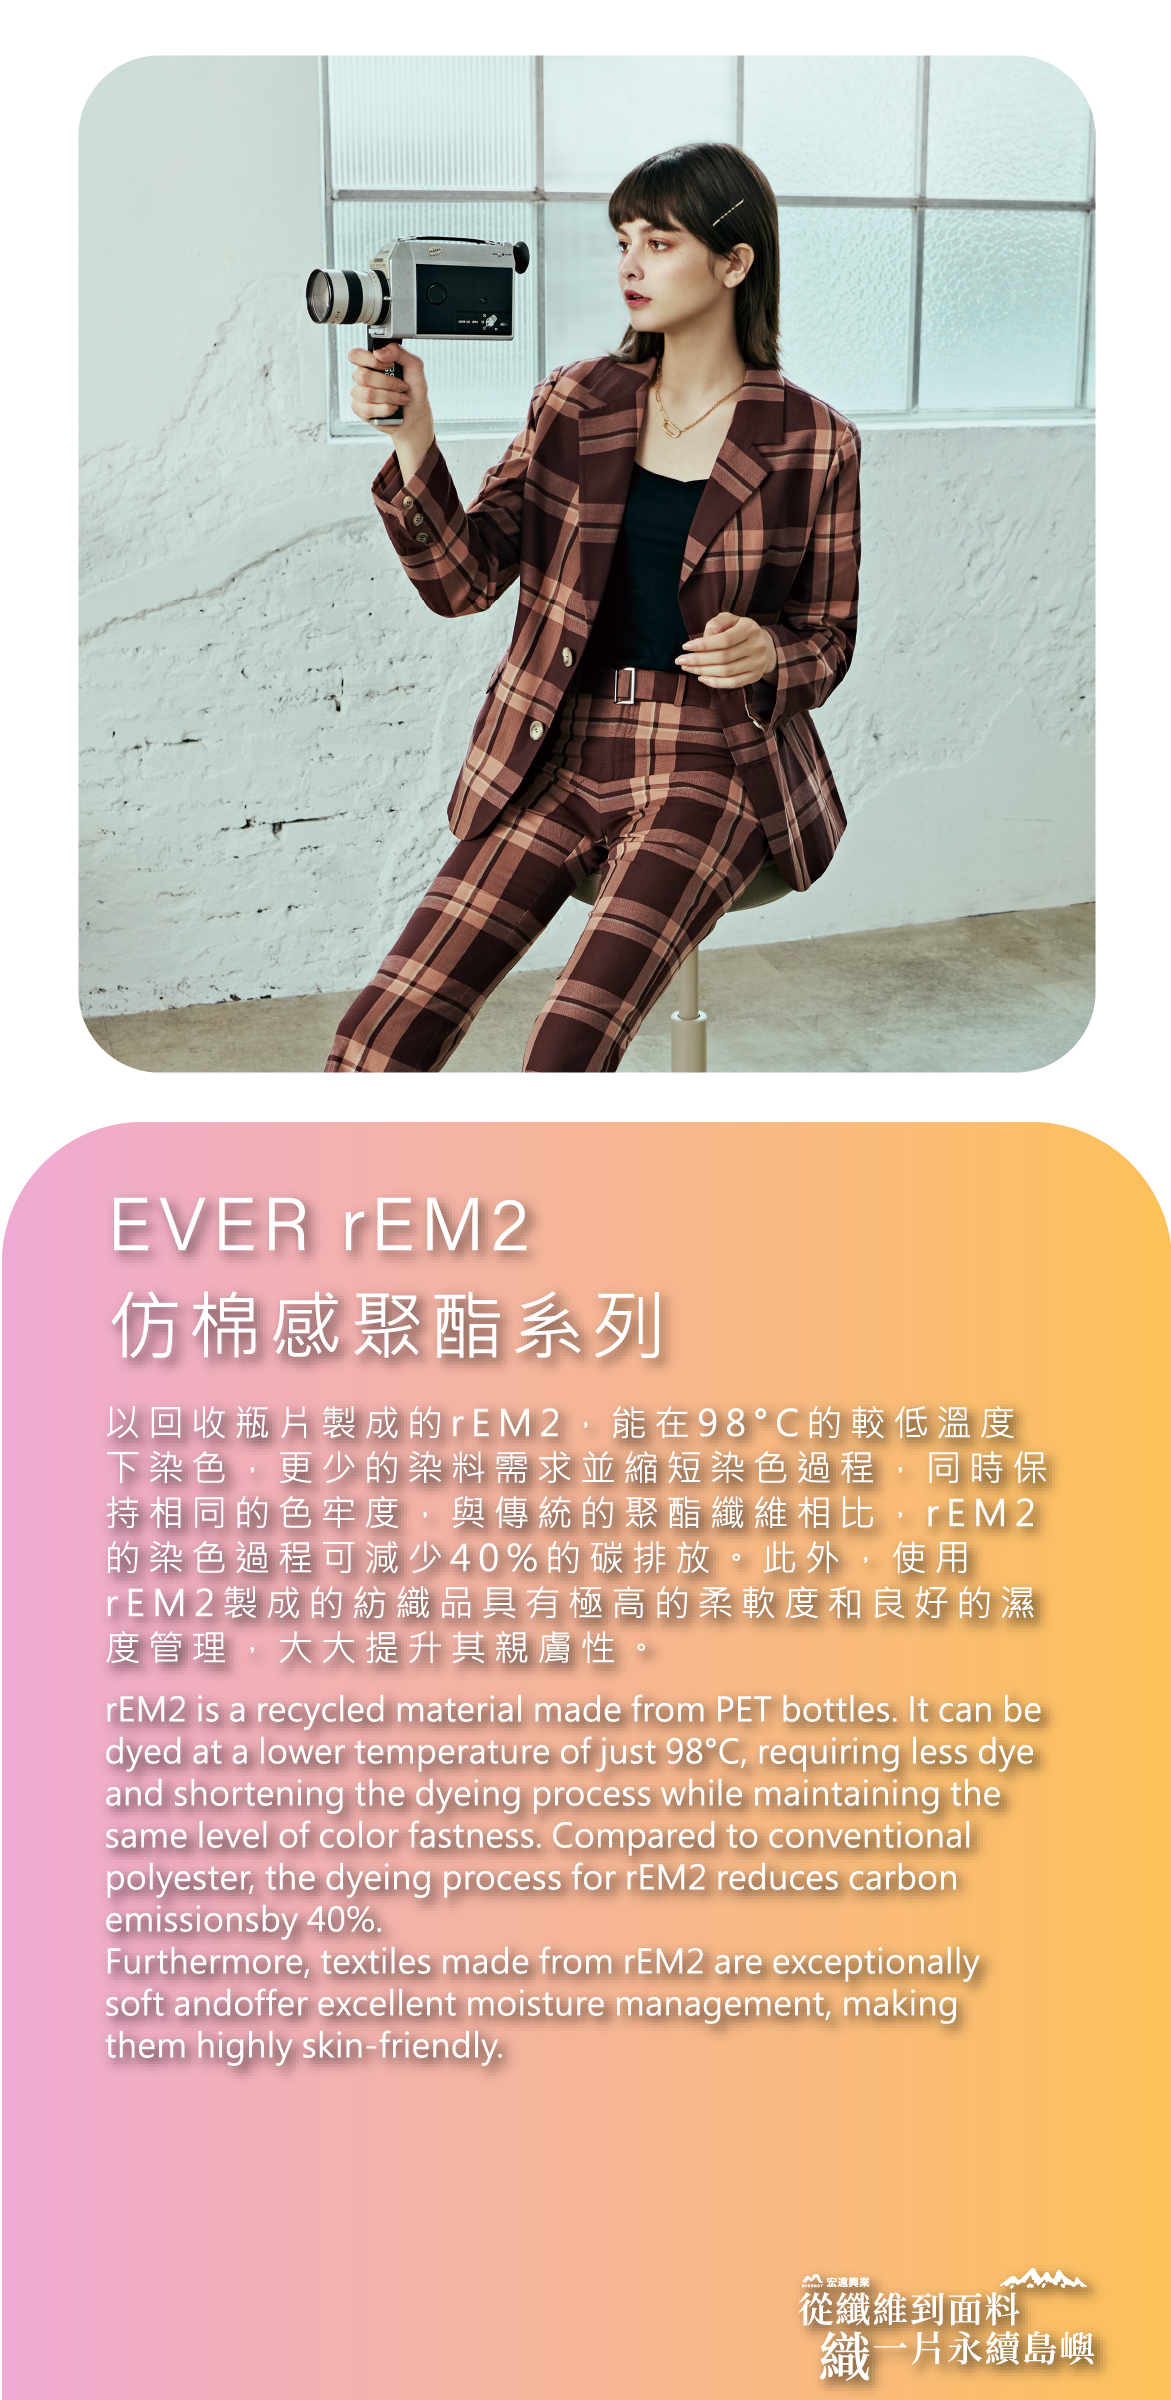 EVER rEM2
仿棉感聚酯系列
以回收瓶片製成的rEM2，能在98°C的較低溫度
下染色，更少的染料需求並縮短染色過程，同時保
持相同的色牢度，與傳統的聚酯纖維相比，rEM2
的染色過程可減少40%的碳排放。此外，使用
rEM2製成的紡織品具有極高的柔軟度和良好的濕
度管理，大大提升其親膚性。
rEM2 is a recycled material made from PET bottles. It can be
dyed at a lower temperature of just 98°C, requiring less dye
and shortening the dyeing process while maintaining the
same level of color fastness. Compared to conventional
polyester, the dyeing process for rEM2 reduces carbon
emissionsby 40%.
Furthermore, textiles made from rEM2 are exceptionally
soft andoffer excellent moisture management, making
them highly skin-friendly.
EVEREST 宏遠興業
從纖維到面料
織一片永續島嶼